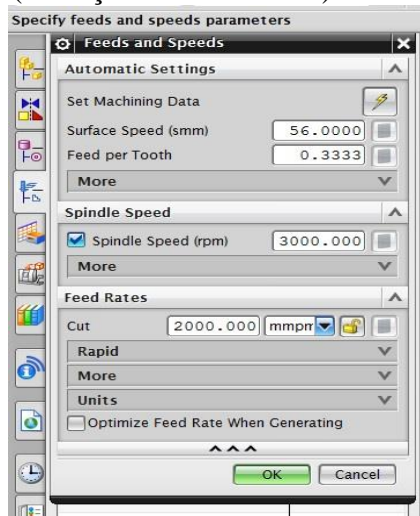 Specify feeds and speeds parameters
Feeds and Speeds
Automatic Settings
Set Machining Data
Surface Speed (smm) 56.0000
Feed per Tooth 0.3333
More
Spindle Speed
Spindle Speed (rpm) 3000.000
More
Feed Rates
Cut 2000.000 mmpm
Rapid
More
Units
Optimize Feed Rate When Generating
OK Cancel